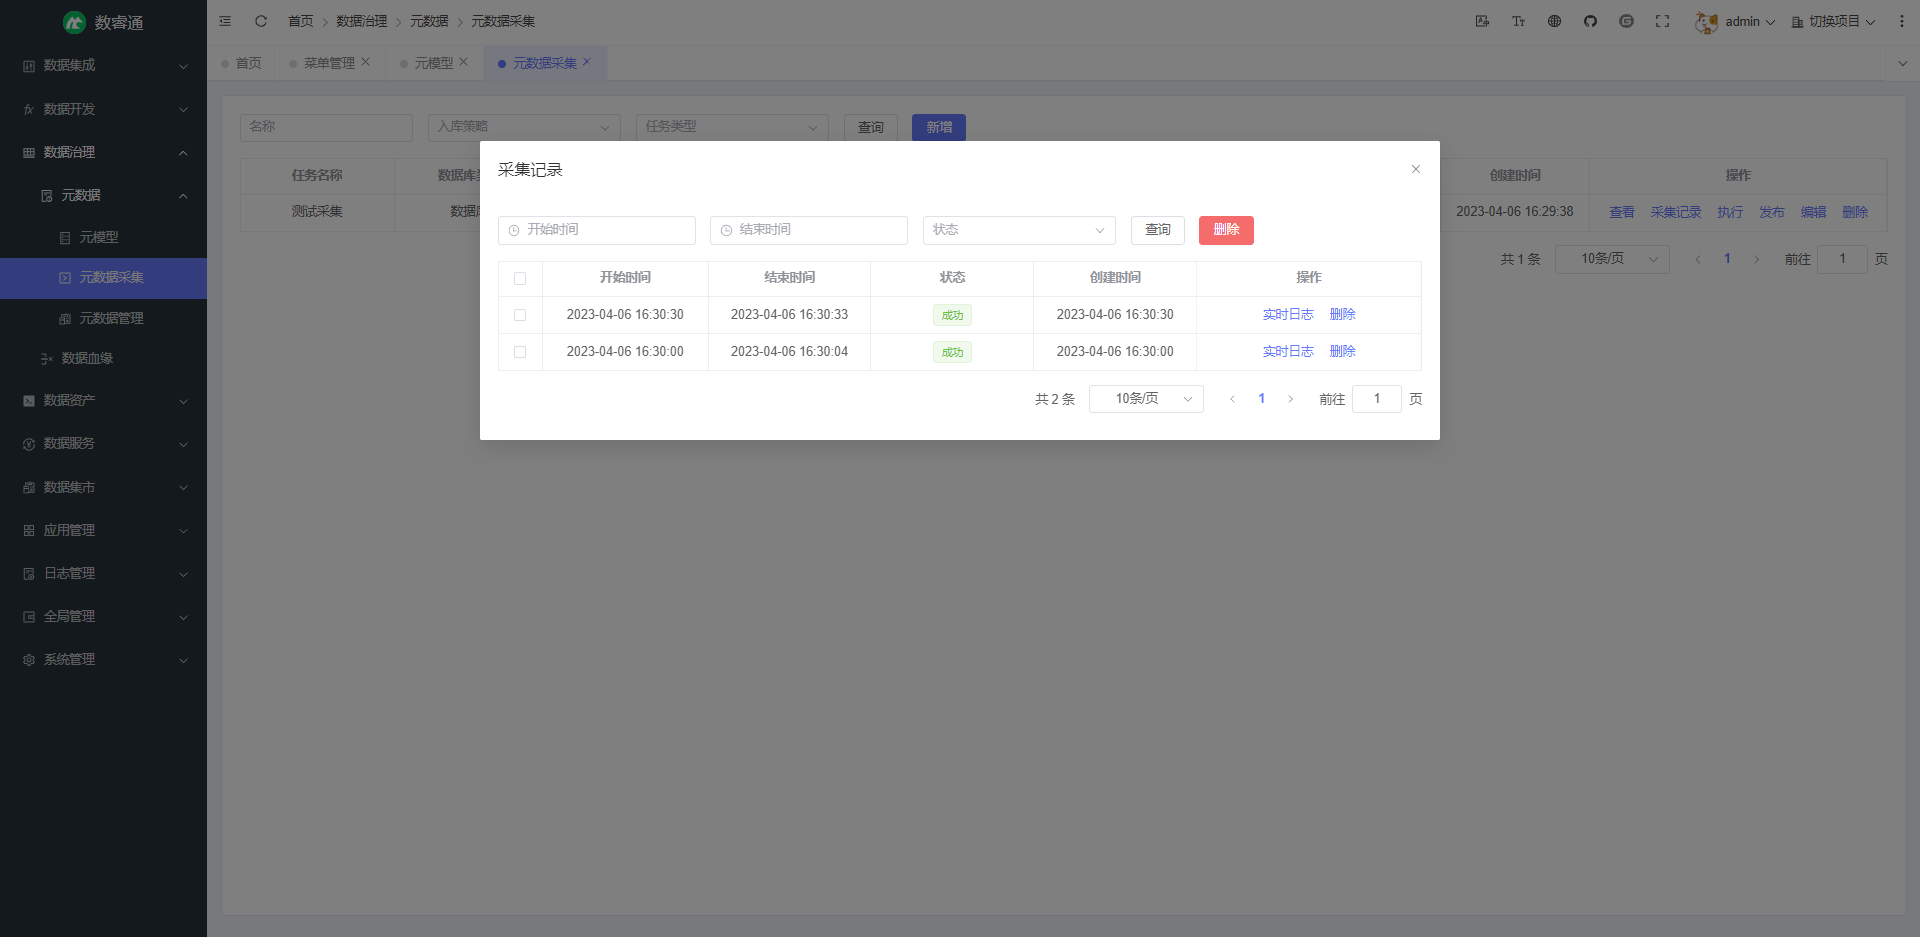 数睿通
数据集成
数据开发
数据治理
元数据
元模型
元数据采集
元数据管理
数据血缘
数据资产
数据服务
数据集市
应用管理
日志管理
全局管理
系统管理
首页 > 数据治理 > 元数据 > 元数据采集
admin 切换项目
首页 菜单管理 元模型 元数据采集
名称 入库策略 任务类型 查询 新增
任务名称 数据库 创建时间 操作
测试采集 数据 2023-04-06 16:29:38 查看 采集记录 执行 发布 编辑 删除
共 1 条 10条/页 1 前往 1 页
采集记录
开始时间 结束时间 状态 查询 删除
开始时间 结束时间 状态 创建时间 操作
2023-04-06 16:30:30 2023-04-06 16:30:33 成功 2023-04-06 16:30:30 实时日志 删除
2023-04-06 16:30:00 2023-04-06 16:30:04 成功 2023-04-06 16:30:00 实时日志 删除
共 2 条 10条/页 1 前往 1 页